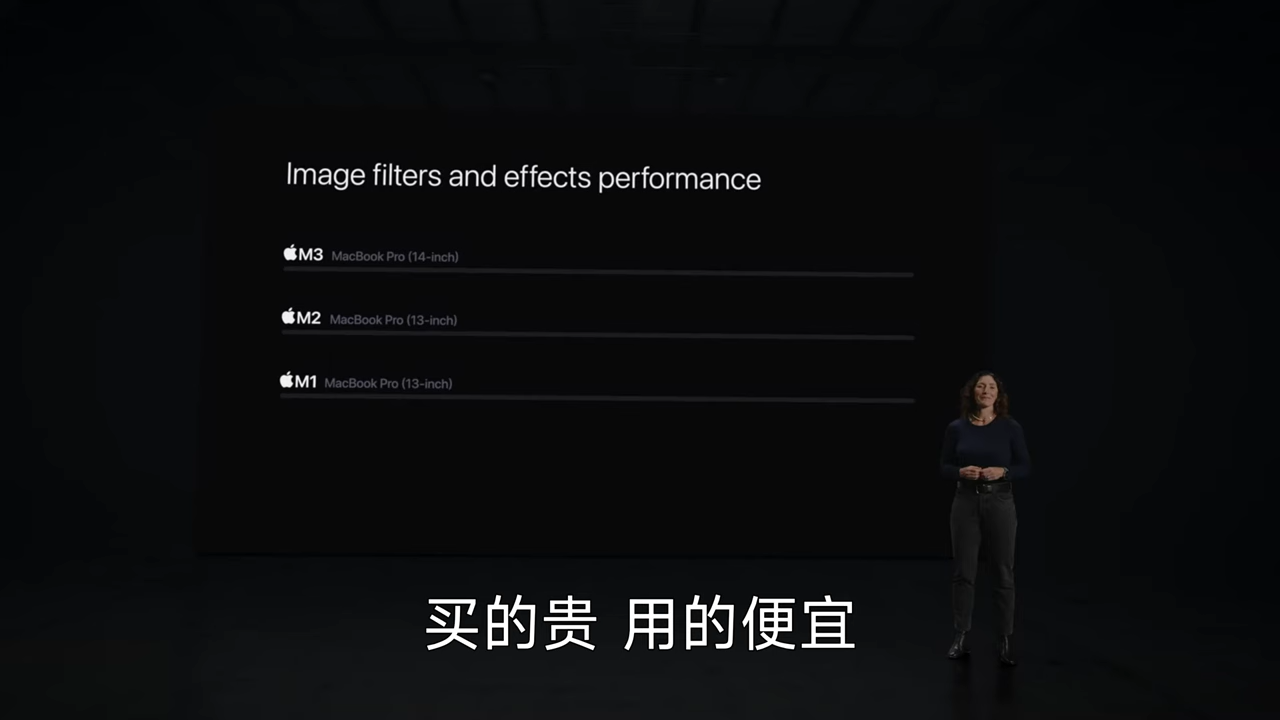 Image filters and effects performance
M3 MacBook Pro (14-inch)
M2 MacBook Pro (13-inch)
M1 MacBook Pro (13-inch)
买的贵 用的便宜